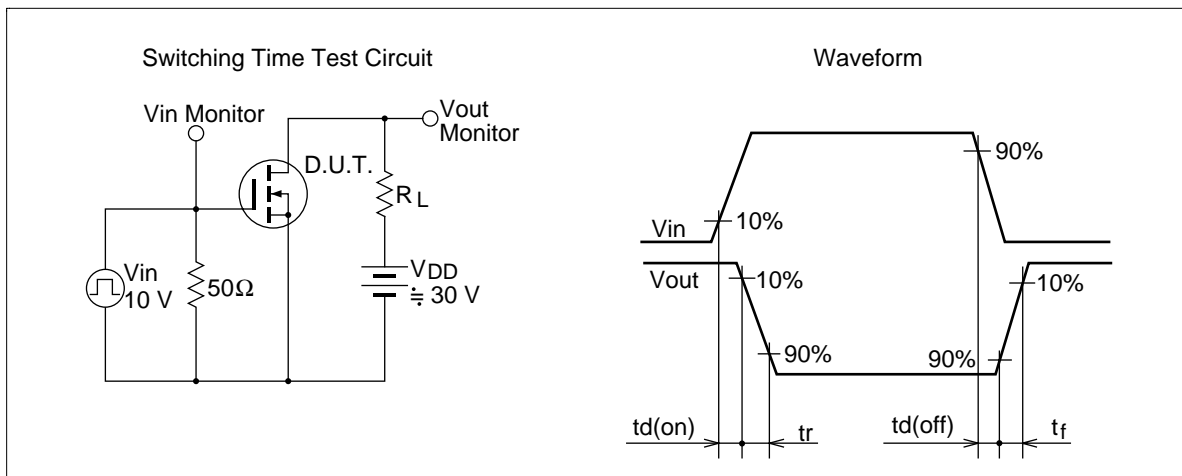 Switching Time Test Circuit
Vin Monitor
Vout
Monitor
D.U.T.
RL
Vin
10 V
50Ω
VDD
≒ 30 V
Waveform
Vin
10%
90%
Vout
10%
90%
90%
10%
td(on)
tr
td(off)
tf